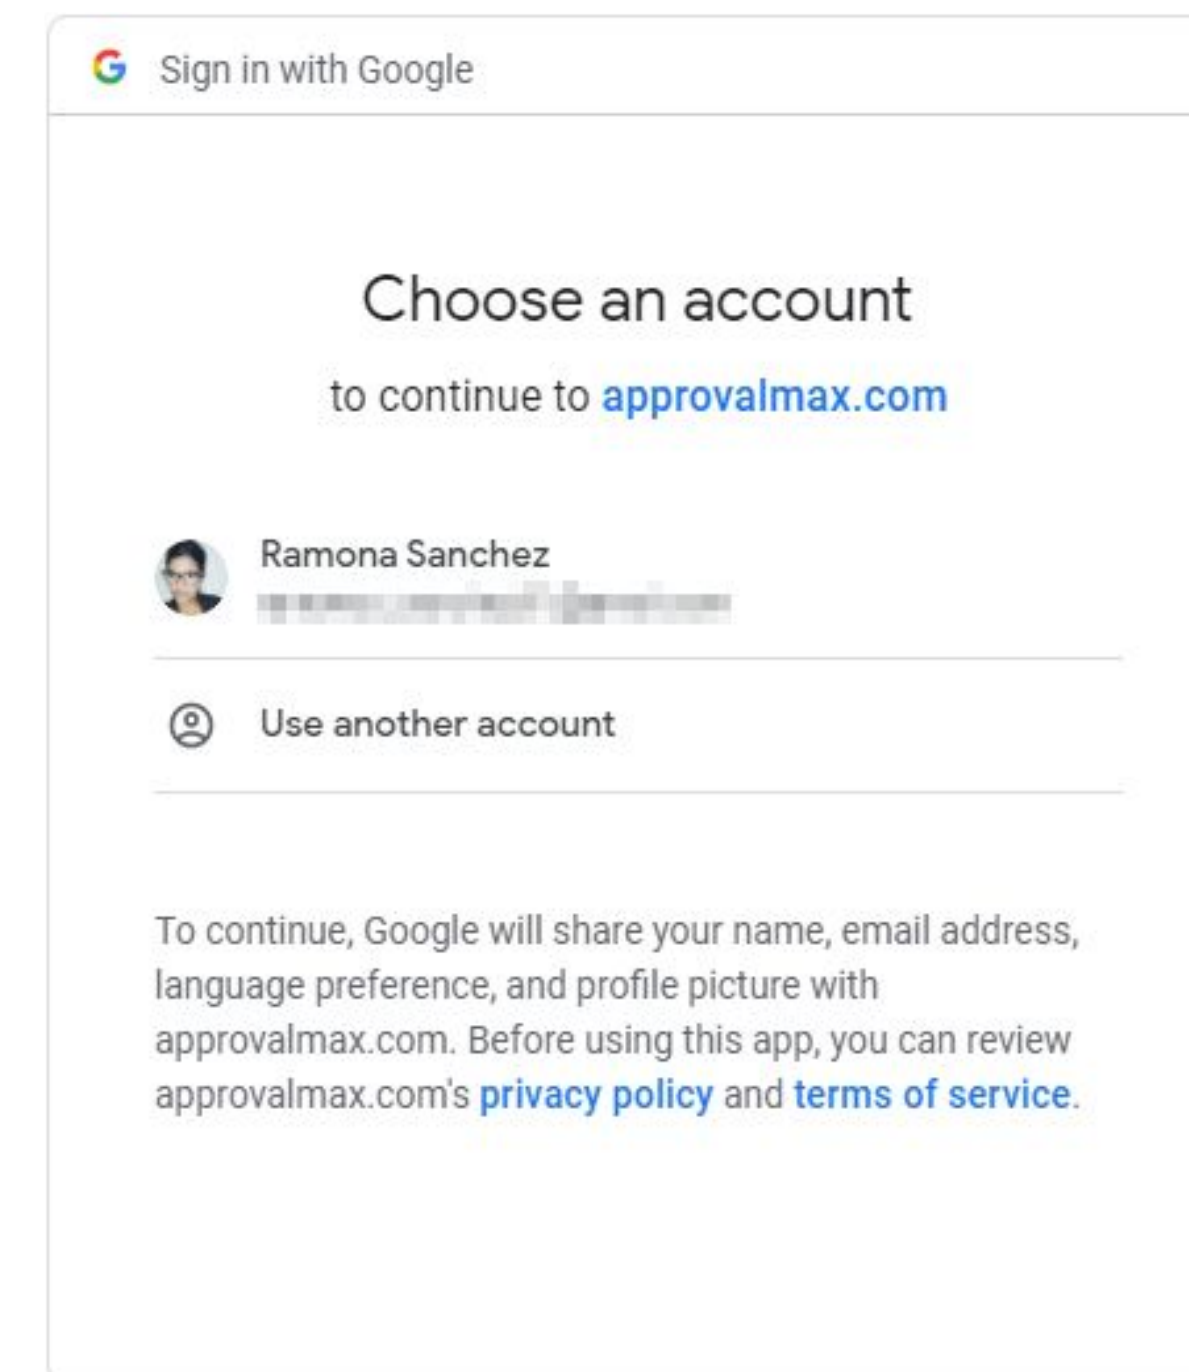 Sign in with Google
Choose an account
to continue to approvalmax.com
Ramona Sanchez
Use another account
To continue, Google will share your name, email address,
language preference, and profile picture with
approvalmax.com. Before using this app, you can review
approvalmax.com's privacy policy and terms of service.